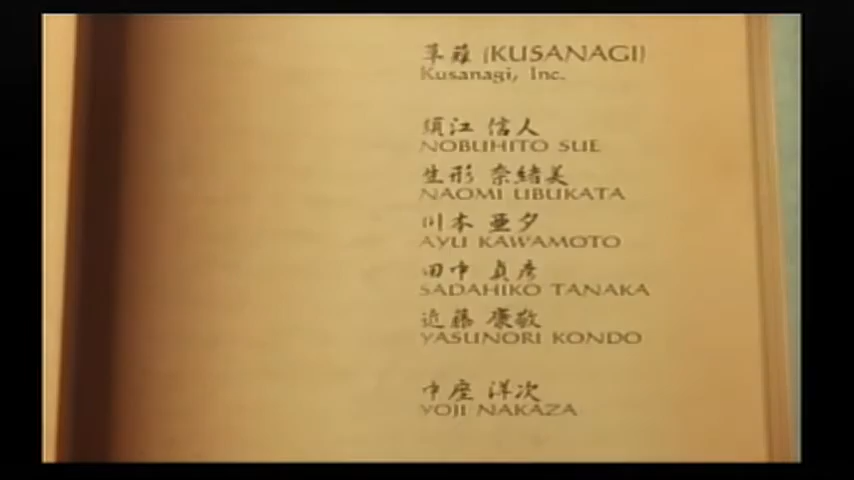 草薙 (KUSANAGI)
Kusanagi, Inc.
須江 信人
NOBUHITO SUE
生形 奈緒美
NAOMI UBUKATA
川本 亜夕
AYU KAWAMOTO
田中 貞彦
SADAHIKO TANAKA
近藤 康敬
YASUNORI KONDO
中座 洋次
YOJI NAKAZA